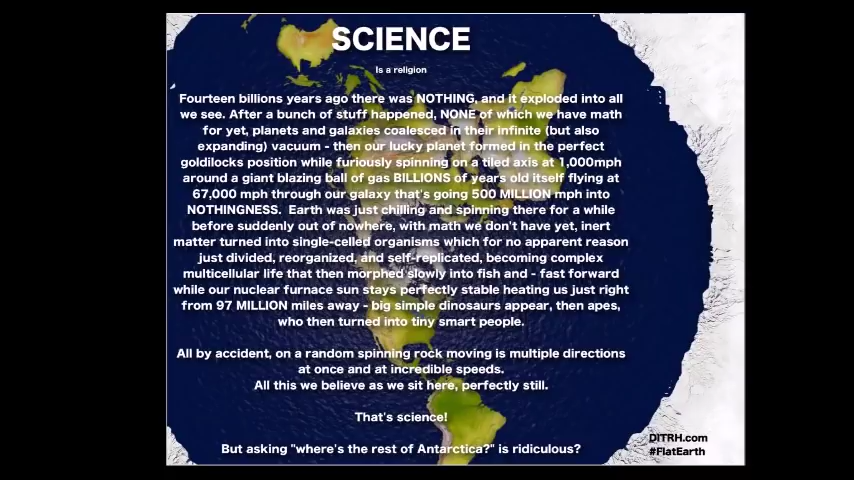 SCIENCE
Is a religion
Fourteen billions years ago there was NOTHING, and it exploded into all
we see. After a bunch of stuff happened, NONE of which we have math
for yet, planets and galaxies coalesced in their infinite (but also
expanding) vacuum - then our lucky planet formed in the perfect
goldilocks position while furiously spinning on a tiled axis at 1,000mph
around a giant blazing ball of gas BILLIONS of years old itself flying at
67,000 mph through our galaxy that's going 500 MILLION mph into
NOTHINGNESS. Earth was just chilling and spinning there for a while
before suddenly out of nowhere, with math we don't have yet, inert
matter turned into single-celled organisms which for no apparent reason
just divided, reorganized, and self-replicated, becoming complex
multicellular life that then morphed slowly into fish and - fast forward
while our nuclear furnace sun stays perfectly stable heating us just right
from 97 MILLION miles away - big simple dinosaurs appear, then apes,
who then turned into tiny smart people.
All by accident, on a random spinning rock moving is multiple directions
at once and at incredible speeds.
All this we believe as we sit here, perfectly still.
That's science!
But asking "where's the rest of Antarctica?" is ridiculous?
DITRH.com
#FlatEarth